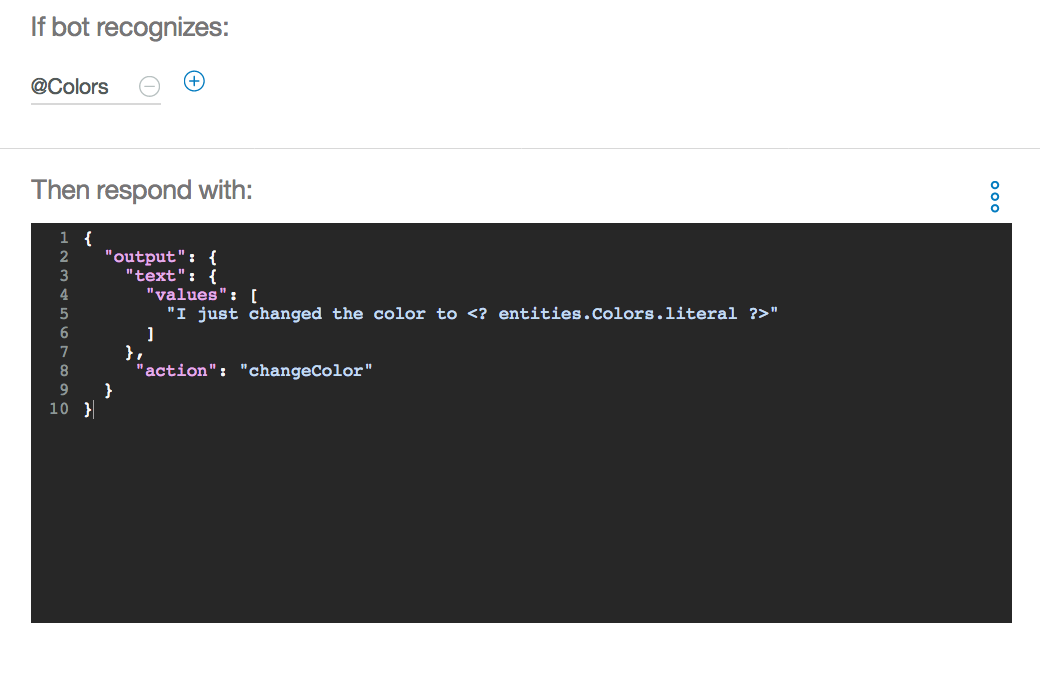 If bot recognizes:
@Colors
Then respond with:
1 {
2   "output": {
3     "text": {
4       "values": [
5         "I just changed the color to <? entities.Colors.literal ?>"
6       ]
7     },
8      "action": "changeColor"
9   }
10 }